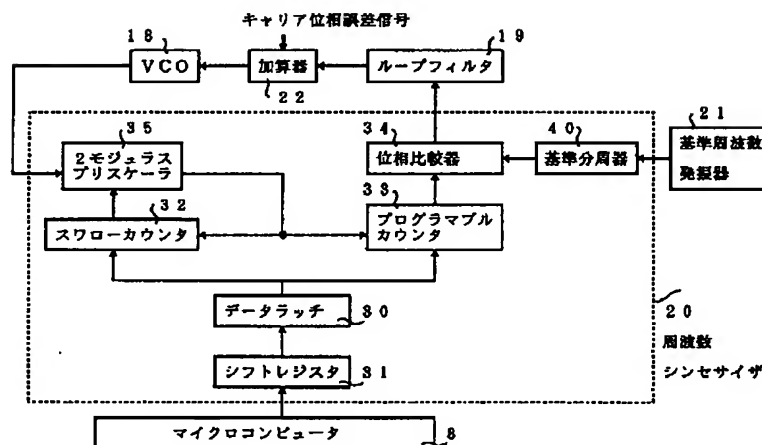 キャリア位相誤差信号
18
VCO
加算器
22
ループフィルタ
19
35
2モジュラス
プリスケーラ
34
位相比較器
40
基準分周器
21
基準周波数
発振器
32
スワローカウンタ
33
プログラマブル
カウンタ
データラッチ
30
シフトレジスタ
31
20
周波数
シンセサイザ
マイクロコンピュータ
8